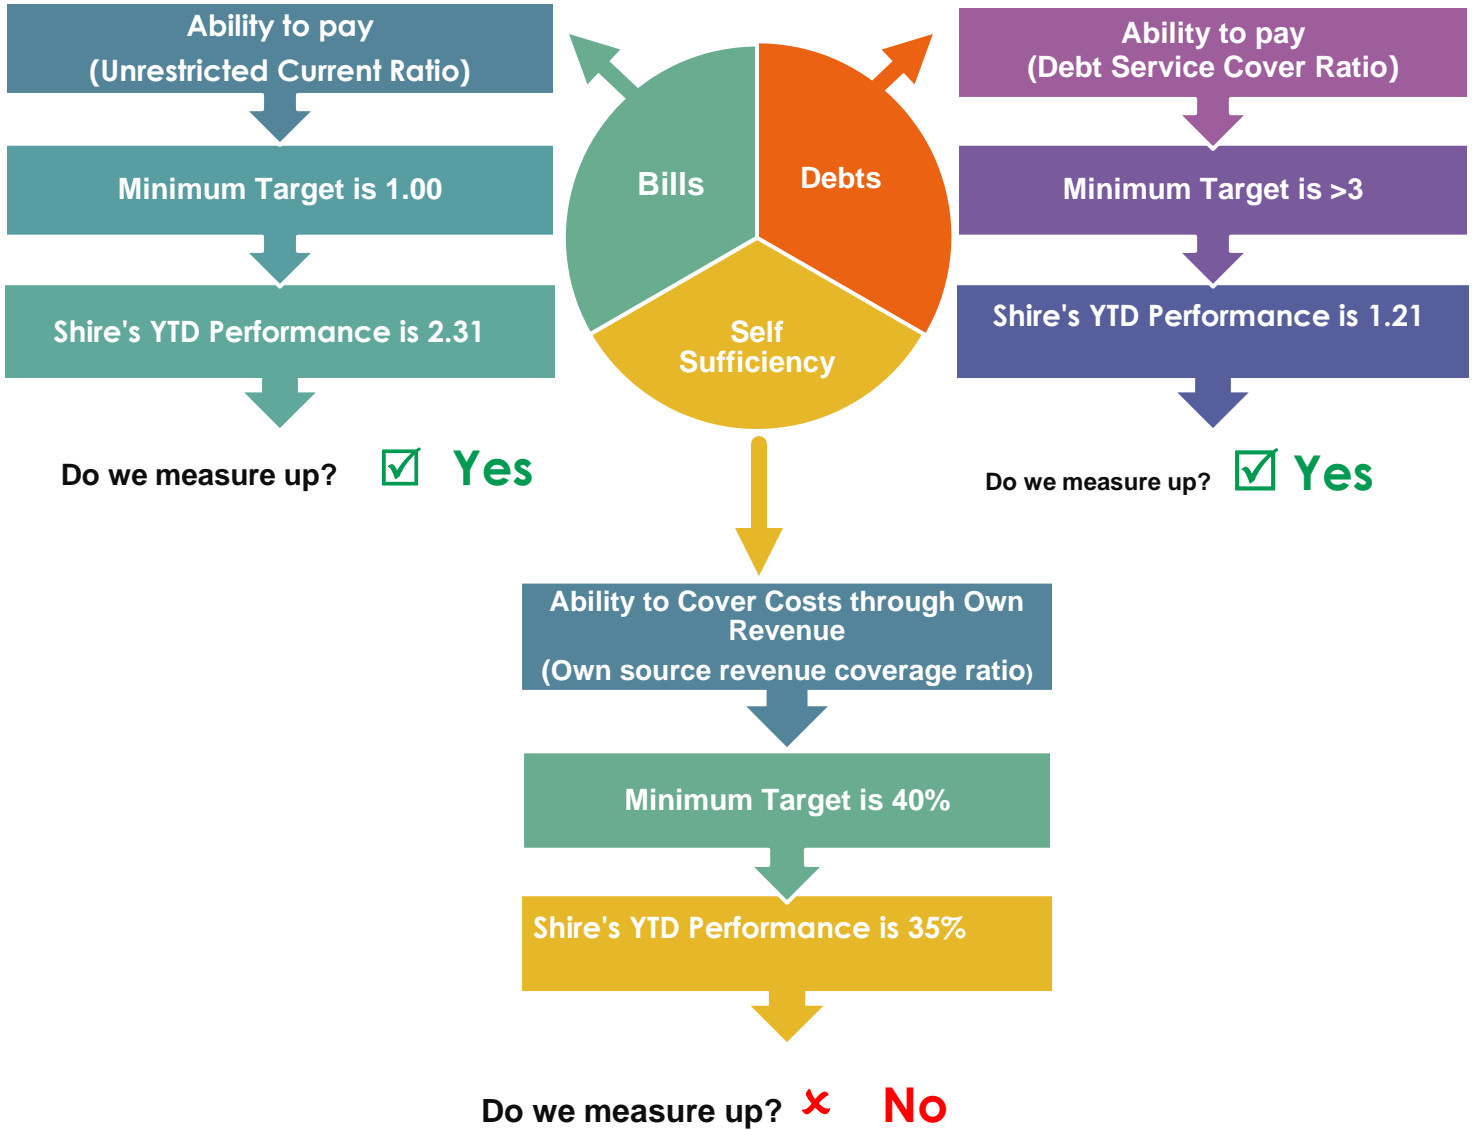 Ability to pay
(Unrestricted Current Ratio)
Minimum Target is 1.00
Shire's YTD Performance is 2.31
Do we measure up? ☑ Yes
Bills
Debts
Self
Sufficiency
Ability to pay
(Debt Service Cover Ratio)
Minimum Target is >3
Shire's YTD Performance is 1.21
Do we measure up? ☑ Yes
Ability to Cover Costs through Own
Revenue
(Own source revenue coverage ratio)
Minimum Target is 40%
Shire's YTD Performance is 35%
Do we measure up? ✘ No